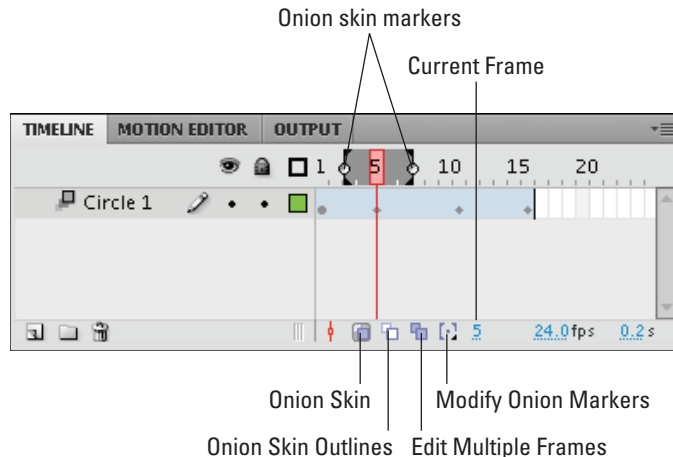 Onion skin markers
Current Frame
TIMELINE MOTION EDITOR OUTPUT
1 5 10 15 20
Circle 1
5 24.0 fps 0.2 s
Onion Skin Modify Onion Markers
Onion Skin Outlines Edit Multiple Frames